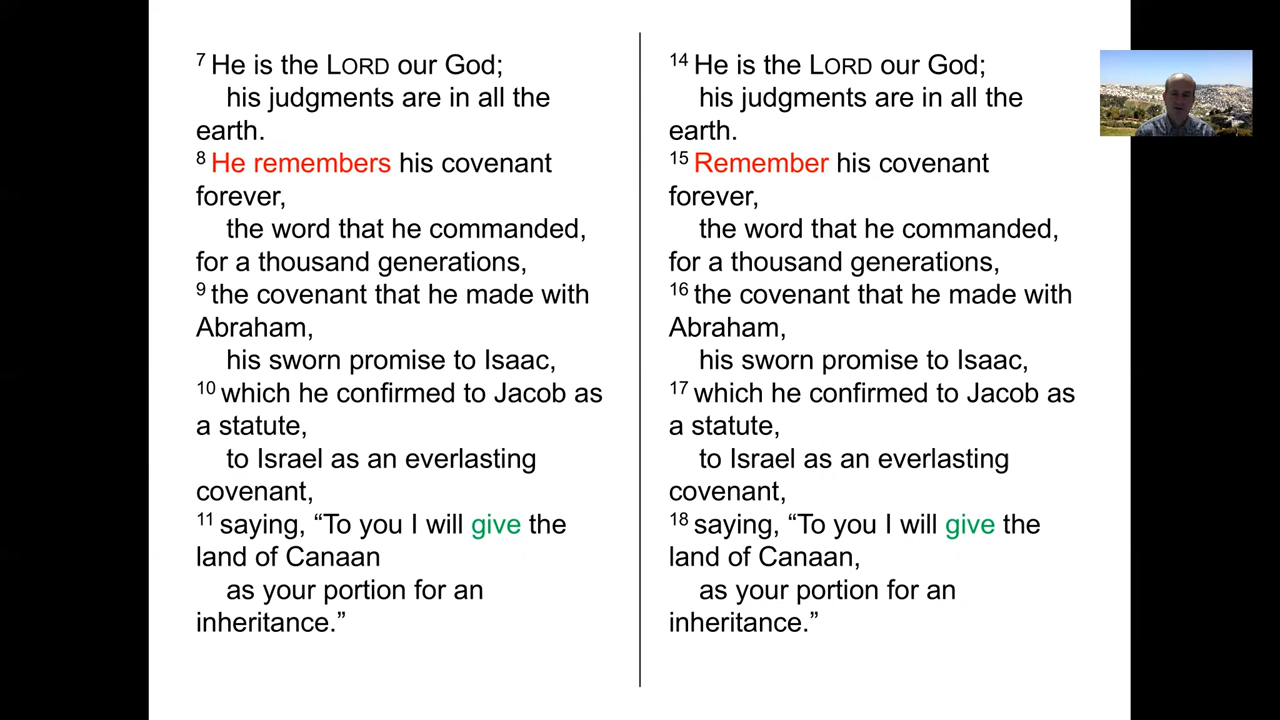 7 He is the LORD our God;
his judgments are in all the
earth.
8 He remembers his covenant
forever,
the word that he commanded,
for a thousand generations,
9 the covenant that he made with
Abraham,
his sworn promise to Isaac,
10 which he confirmed to Jacob as
a statute,
to Israel as an everlasting
covenant,
11 saying, “To you I will give the
land of Canaan
as your portion for an
inheritance.”
14 He is the LORD our God;
his judgments are in all the
earth.
15 Remember his covenant
forever,
the word that he commanded,
for a thousand generations,
16 the covenant that he made with
Abraham,
his sworn promise to Isaac,
17 which he confirmed to Jacob as
a statute,
to Israel as an everlasting
covenant,
18 saying, “To you I will give the
land of Canaan,
as your portion for an
inheritance.”